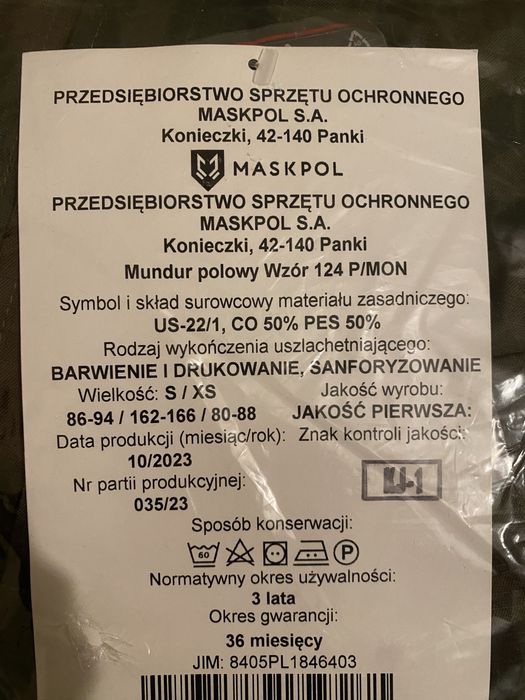 PRZEDSIĘBIORSTWO SPRZĘTU OCHRONNEGO
MASKPOL S.A.
Konieczki, 42-140 Panki
MASKPOL
PRZEDSIĘBIORSTWO SPRZĘTU OCHRONNEGO
MASKPOL S.A.
Konieczki, 42-140 Panki
Mundur polowy Wzór 124 P/MON
Symbol i skład surowcowy materiału zasadniczego:
US-22/1, CO 50% PES 50%
Rodzaj wykończenia uszlachetniającego:
BARWIENIE I DRUKOWANIE, SANFORYZOWANIE
Wielkość: S / XS Jakość wyrobu:
86-94 / 162-166 / 80-88 JAKOŚĆ PIERWSZA:
Data produkcji (miesiąc/rok): Znak kontroli jakości:
10/2023
Nr partii produkcyjnej: KJ-1
035/23
Sposób konserwacji:
60 P
Normatywny okres używalności:
3 lata
Okres gwarancji:
36 miesięcy
JIM: 8405PL1846403